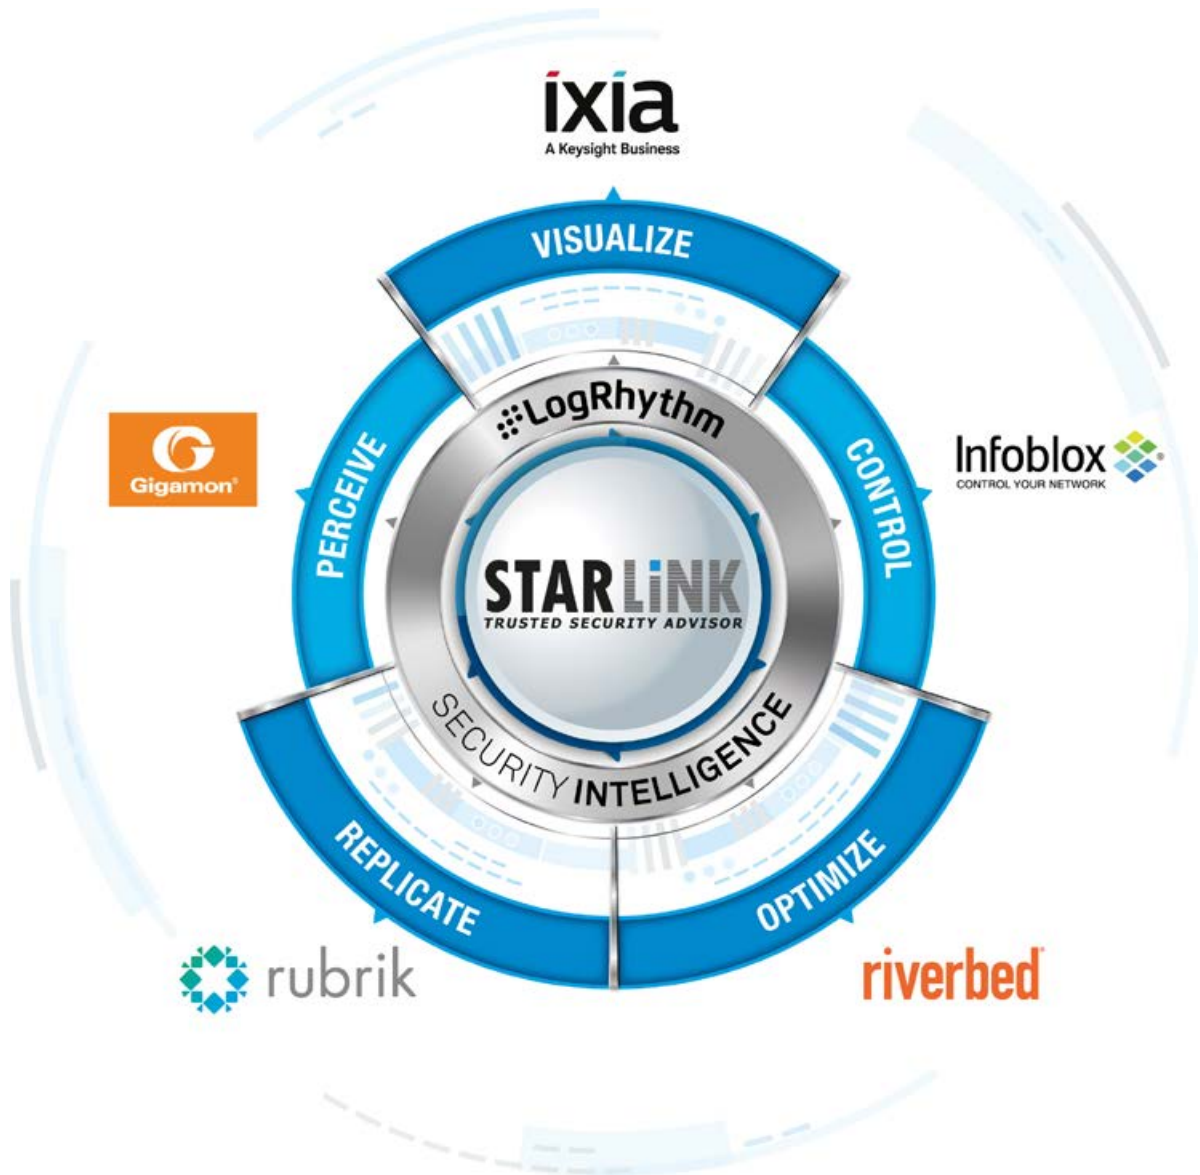 ixia
A Keysight Business
VISUALIZE
LogRhythm
PERCEIVE
CONTROL
Gigamon®
Infoblox
CONTROL YOUR NETWORK
STARLiNK
TRUSTED SECURITY ADVISOR
SECURITY INTELLIGENCE
REPLICATE
OPTIMIZE
rubrik
riverbed®